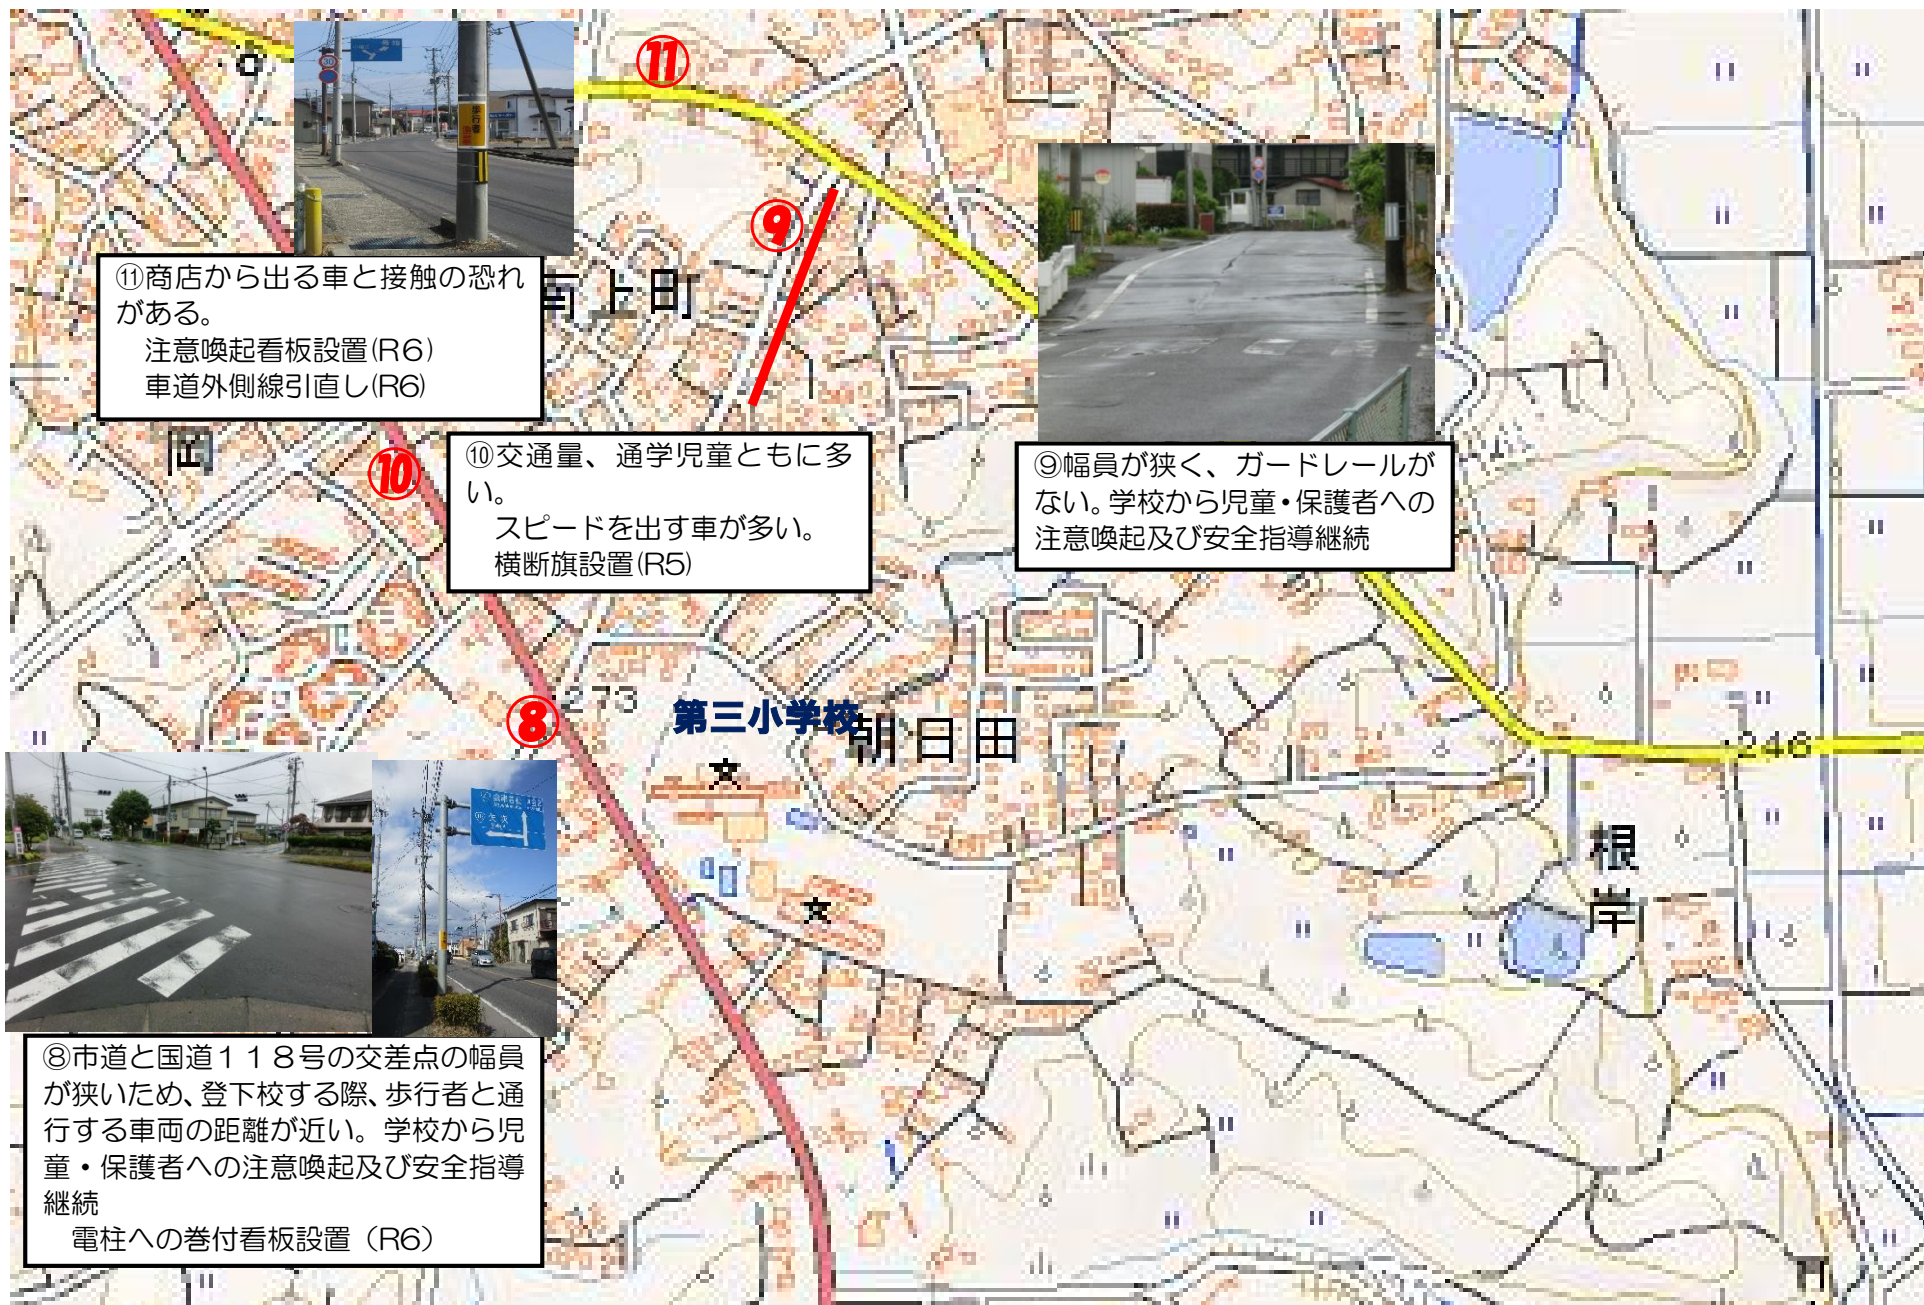 ⑪
30
歩行者
⑪商店から出る車と接触の恐れ
がある。
注意喚起看板設置(R6)
車道外側線引直し(R6)
⑨
南上町
⑩
⑩交通量、通学児童ともに多
い。
スピードを出す車が多い。
横断旗設置(R5)
⑨幅員が狭く、ガードレールが
ない。学校から児童・保護者への
注意喚起及び安全指導継続
⑧
273
第三小学校
朝日田
246
根岸
⑧市道と国道118号の交差点の幅員
が狭いため、登下校する際、歩行者と通
行する車両の距離が近い。学校から児
童・保護者への注意喚起及び安全指導
継続
電柱への巻付看板設置（R6）